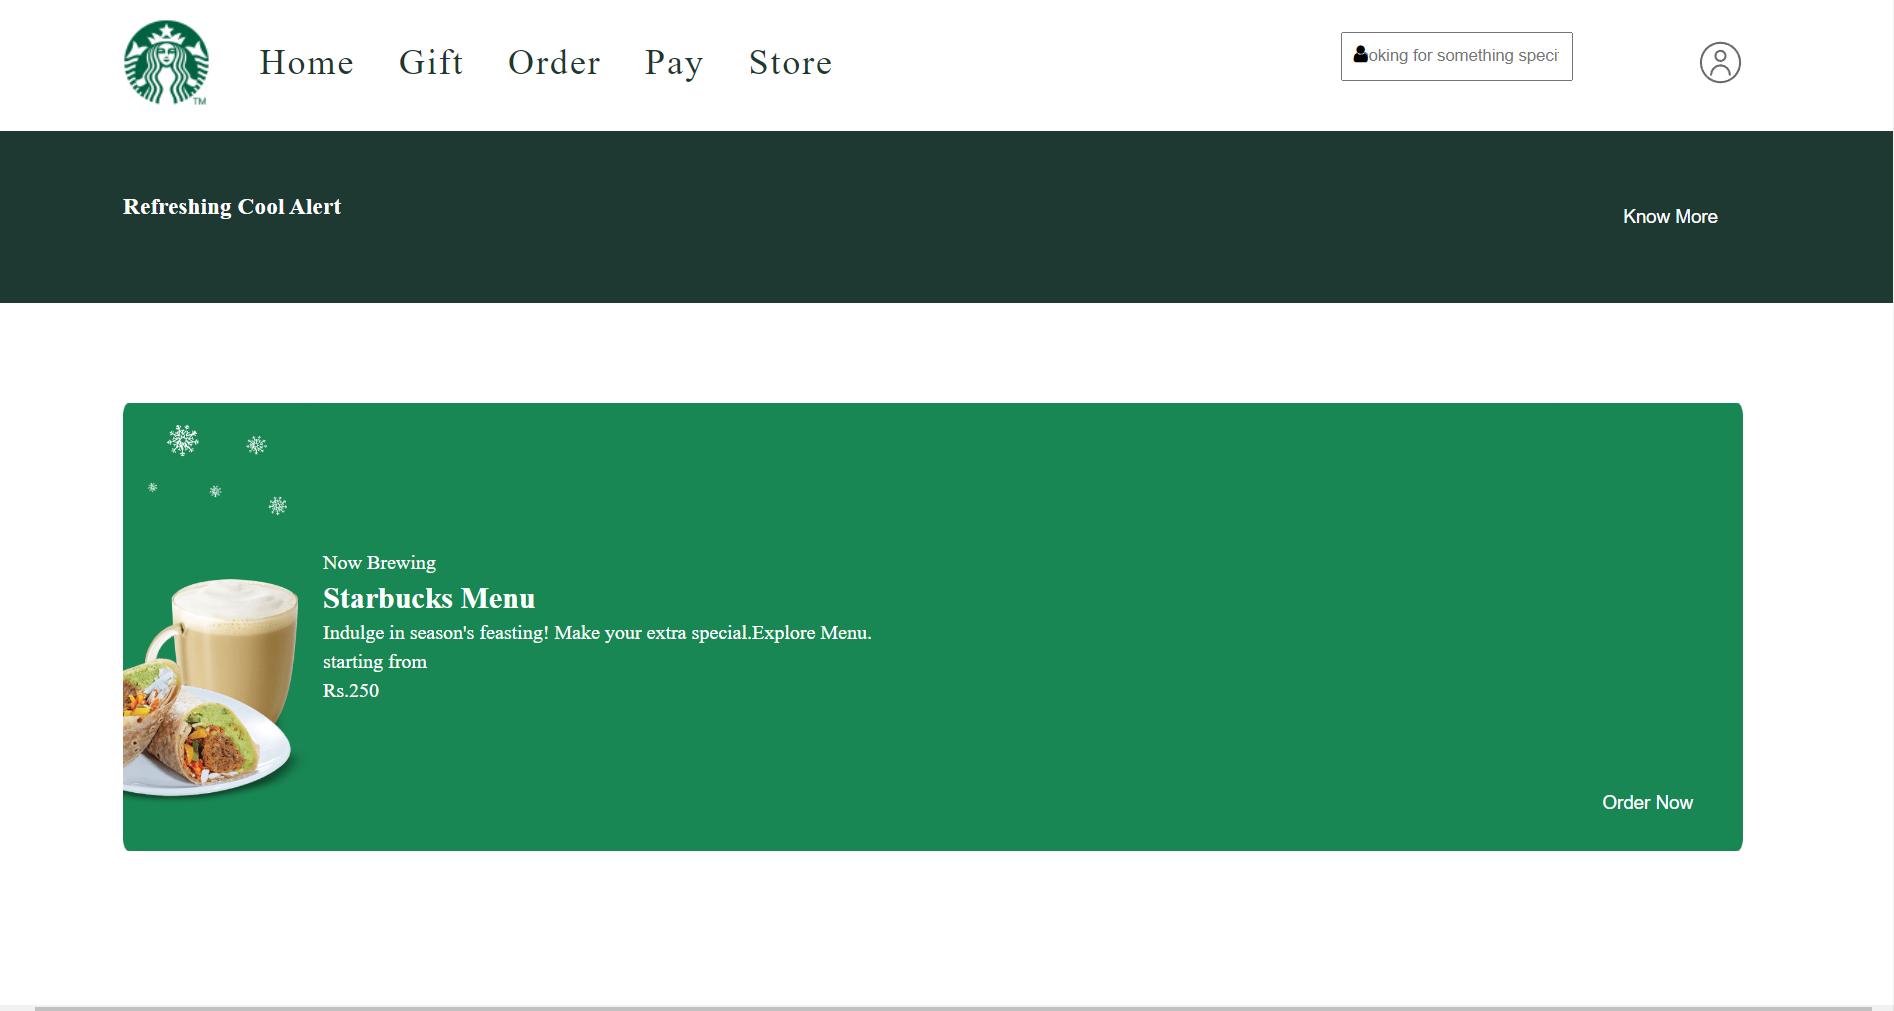 Home Gift Order Pay Store
oking for something speci
TM
Refreshing Cool Alert
Know More
Now Brewing
Starbucks Menu
Indulge in season's feasting! Make your extra special.Explore Menu.
starting from
Rs.250
Order Now